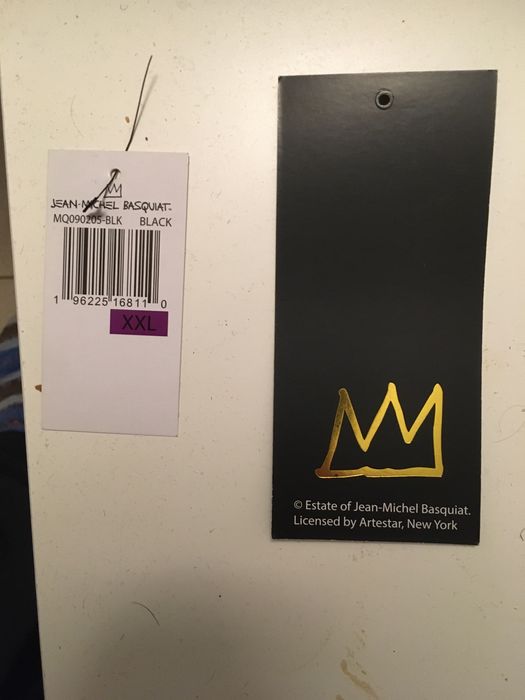 JEAN-MICHEL BASQUIAT™
MQ090205-BLK BLACK
1 96225 16811 0
XXL
© Estate of Jean-Michel Basquiat.
Licensed by Artestar, New York